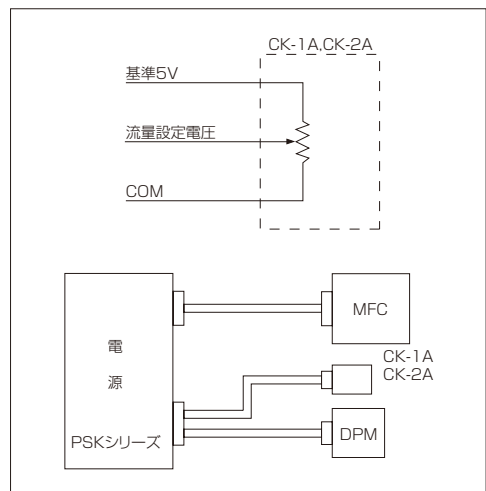 CK-1A,CK-2A
基準5V
流量設定電圧
COM
電
源
PSKシリーズ
MFC
CK-1A
CK-2A
DPM